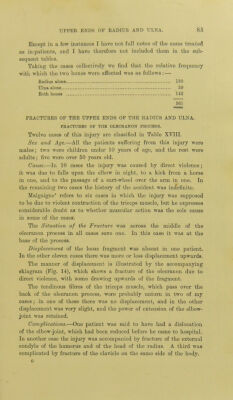 UPPER ENDS OF RADIUS AND ULNA. 83
Except in a few instances I have not full notes of the cases treated
as in-patients, and I have therefore not included them in the sub-
sequent tables.
Taking the cases collectively we find that the relative frequency
with which the two bones were affected was as follows:—
Radius alone
Ulna alone
Both bones
FRACTURES OF THE UPPER ENDS OF THE RADIUS AND ULNA.
FRACTURES OF THE OLECRANON PROCESS.
Twelve cases of this injury are classified in Table XVIII.
Sex and Age.—All the patients suffering from this injury were
males; two were children under 10 years of age, and the rest were
adults; five were over 50 years old.
Cause.—In 10 cases the injury was caused by direct violence;
it was due to falls upon the elbow in eight, to a kick from a horse
in one, and to the passage of a cart-wheel over the arm in one. In
the remaining two cases the history of the accident was indefinite.
Malgaigne¹ refers to six cases in which the injury was supposed
to be due to violent contraction of the triceps muscle, but he expresses
considerable doubt as to whether muscular action was the sole cause
in some of the cases.
The Situation of the Fracture was across the middle of the
olecranon process in all cases save one. In this case it was at the
base of the process.
Displacement of the loose fragment was absent in one patient.
In the other eleven cases there was more or less displacement upwards.
The manner of displacement is illustrated by the accompanying
skiagram (Fig. 14), which shows a fracture of the olecranon due to
direct violence, with some drawing upwards of the fragment.
The tendinous fibres of the triceps muscle, which pass over the
back of the olecranon process, were probably untorn in two of my
cases; in one of these there was no displacement, and in the other
displacement was very slight, and the power of extension of the elbow-
joint was retained.
Complications.—One patient was said to have had a dislocation
of the elbow-joint, which had been reduced before he came to hospital.
In another case the injury was accompanied by fracture of the external
condyle of the humerus and of the head of the radius. A third was
complicated by fracture of the clavicle on the same side of the body.